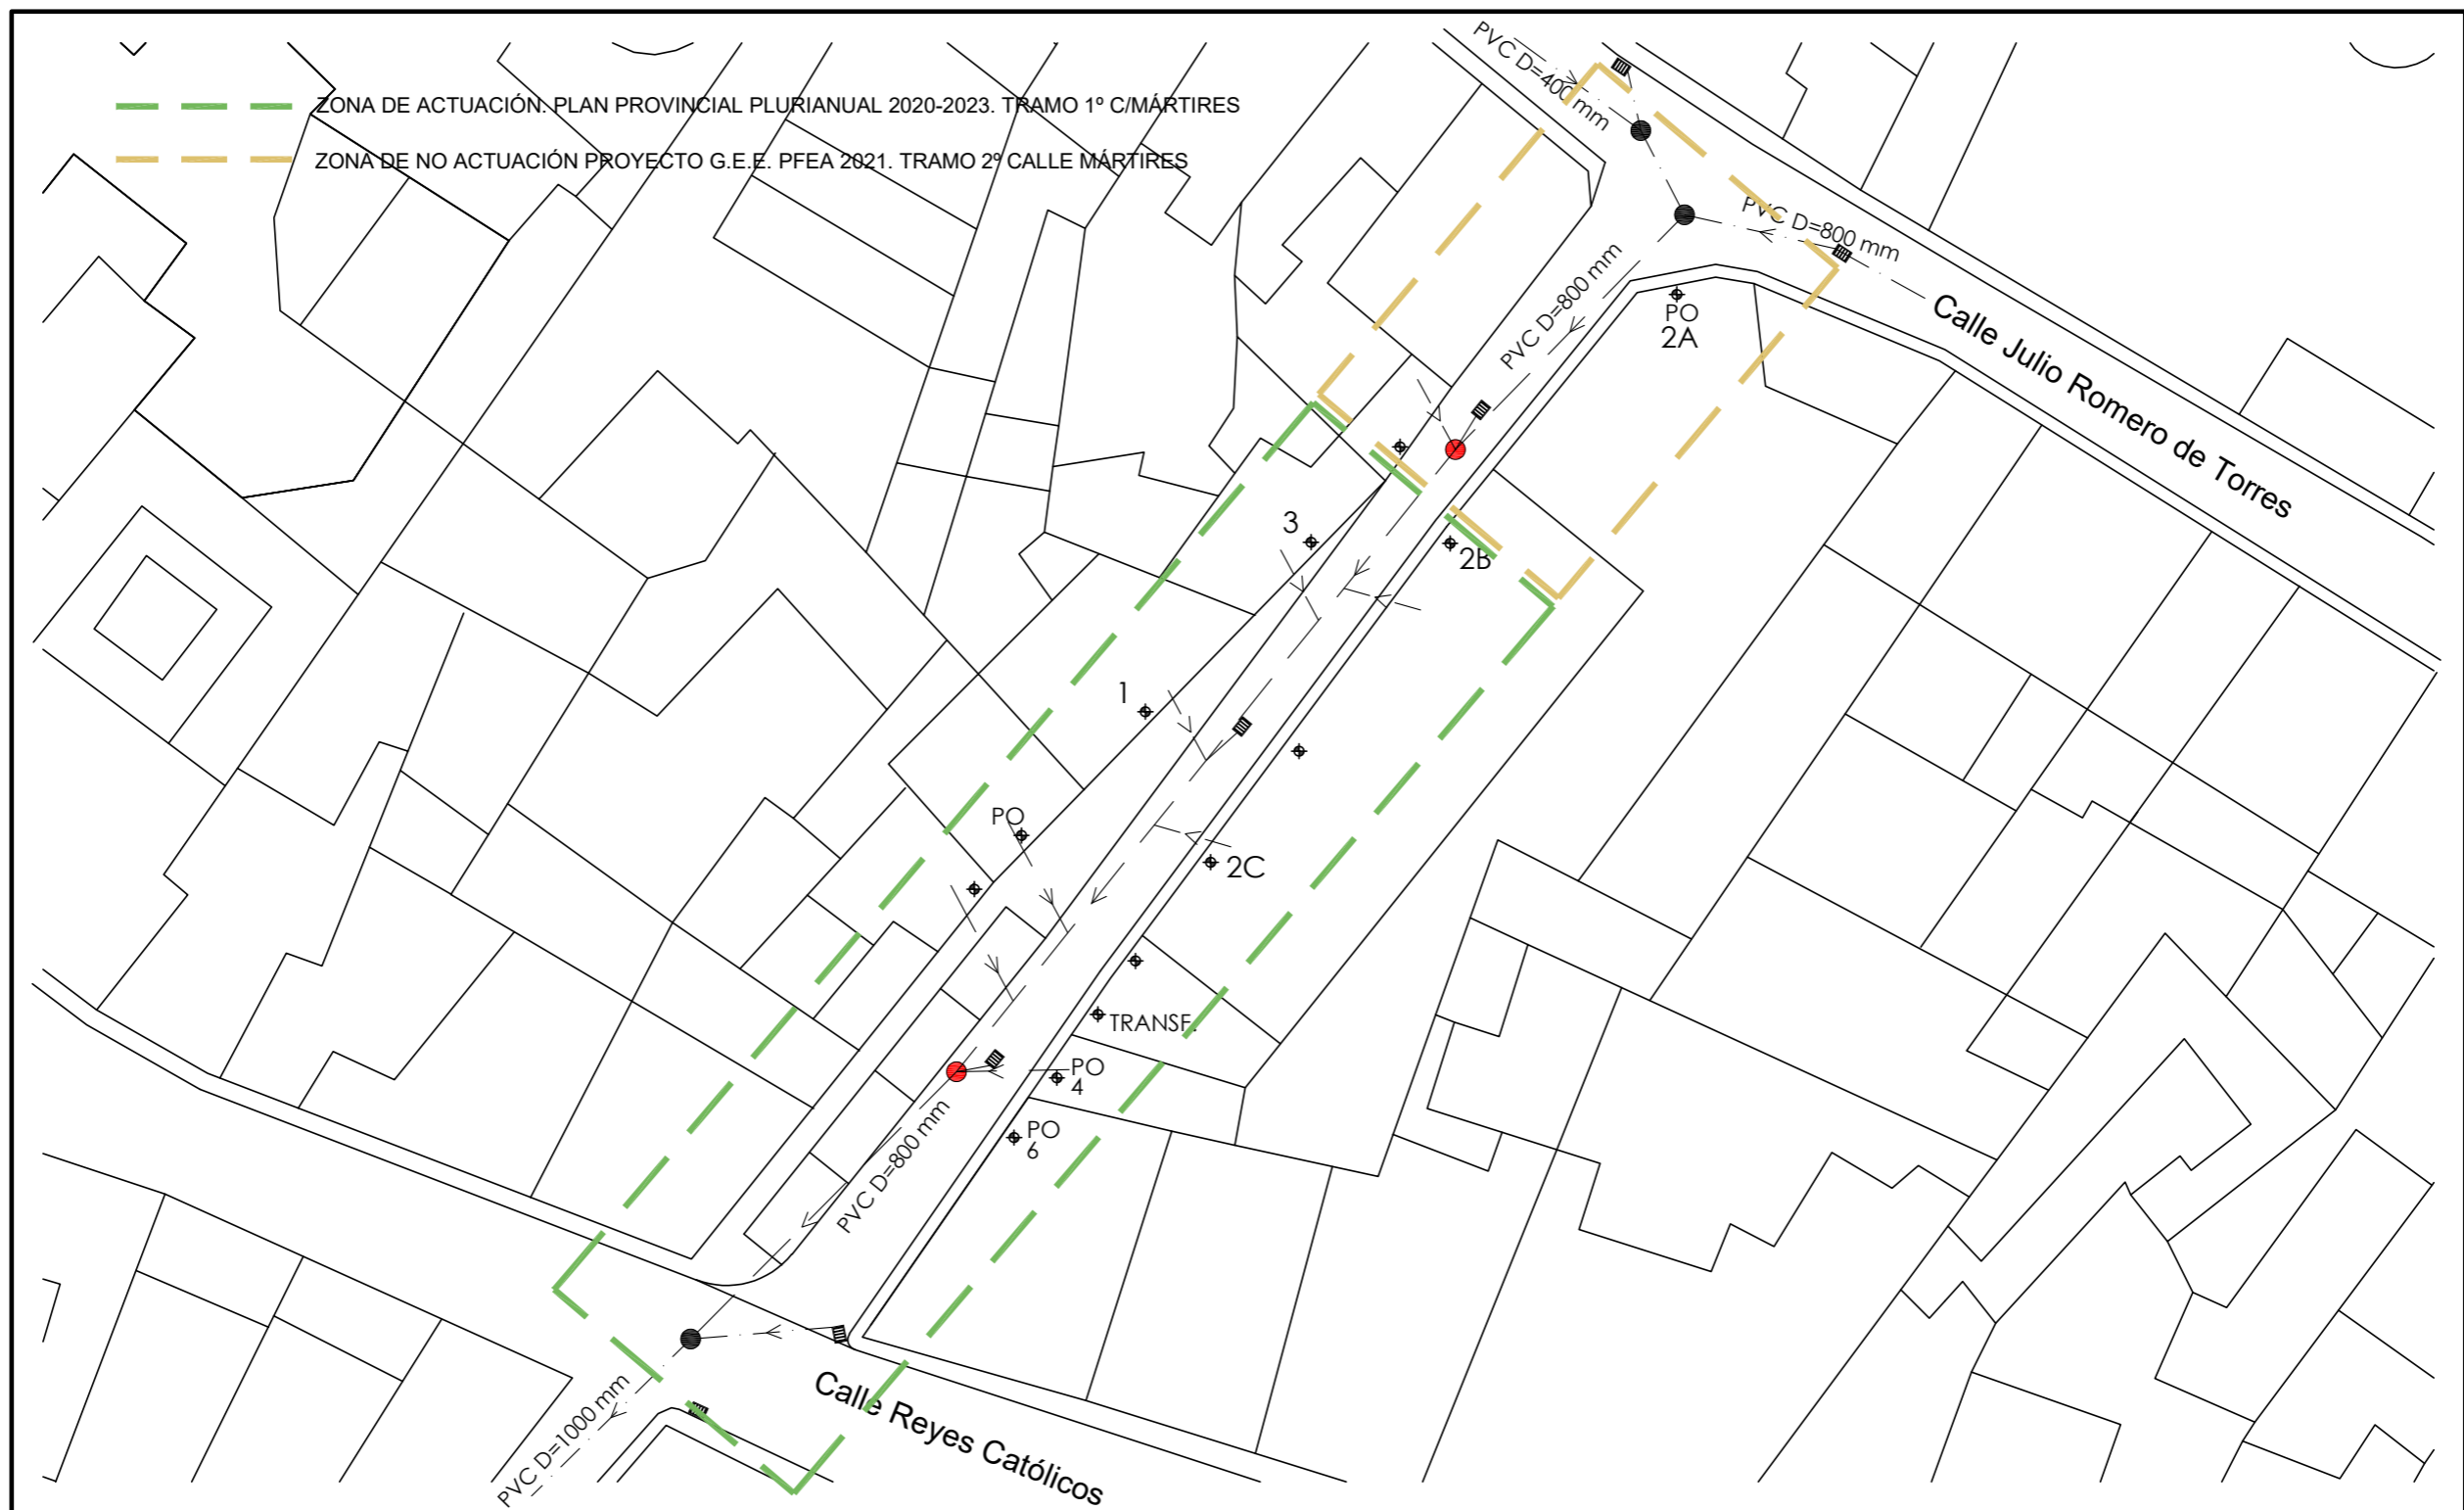 PVC D=400 mm
ZONA DE ACTUACIÓN. PLAN PROVINCIAL PLURIANUAL 2020-2023. TRAMO 1º C/MÁRTIRES
ZONA DE NO ACTUACIÓN PROYECTO G.E.E. PFEA 2021. TRAMO 2º CALLE MÁRTIRES
PVC D=800 mm
PVC D=800 mm
PO
2A
Calle Julio Romero de Torres
3
2B
1
PO
2C
TRANSF.
PO
4
PO
6
PVC D=800 mm
Calle Reyes Católicos
PVC D=1000 mm